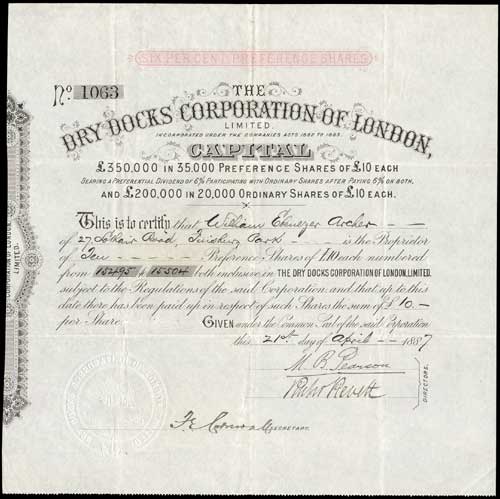 SIX PER CENT. PREFERENCE SHARES
No. 1063
THE
DRY DOCKS CORPORATION OF LONDON,
LIMITED.
INCORPORATED UNDER THE COMPANIES ACTS 1862 TO 1883.
CAPITAL
£350,000 IN 35,000 PREFERENCE SHARES OF £10 EACH
BEARING A PREFERENTIAL DIVIDEND OF 6% PARTICIPATING WITH ORDINARY SHARES AFTER PAYING 6% ON BOTH,
AND £200,000 IN 20,000 ORDINARY SHARES OF £10 EACH.
This is to certify that William Ebenezer Archer
of 27 Lothair Road, Finsbury Park is the Proprietor
of Ten Preference Shares of £10 each numbered
from 15495 to 15504 both inclusive in THE DRY DOCKS CORPORATION OF LONDON, LIMITED.
subject to the Regulations of the said Corporation and that up to this
date there has been paid up in respect of such Shares the sum of £10.—
per Share.
GIVEN under the Common Seal of the said Corporation
this 21st day of April 1887
M. B. Pearson
DIRECTORS.
SECRETARY.
LIMITED.